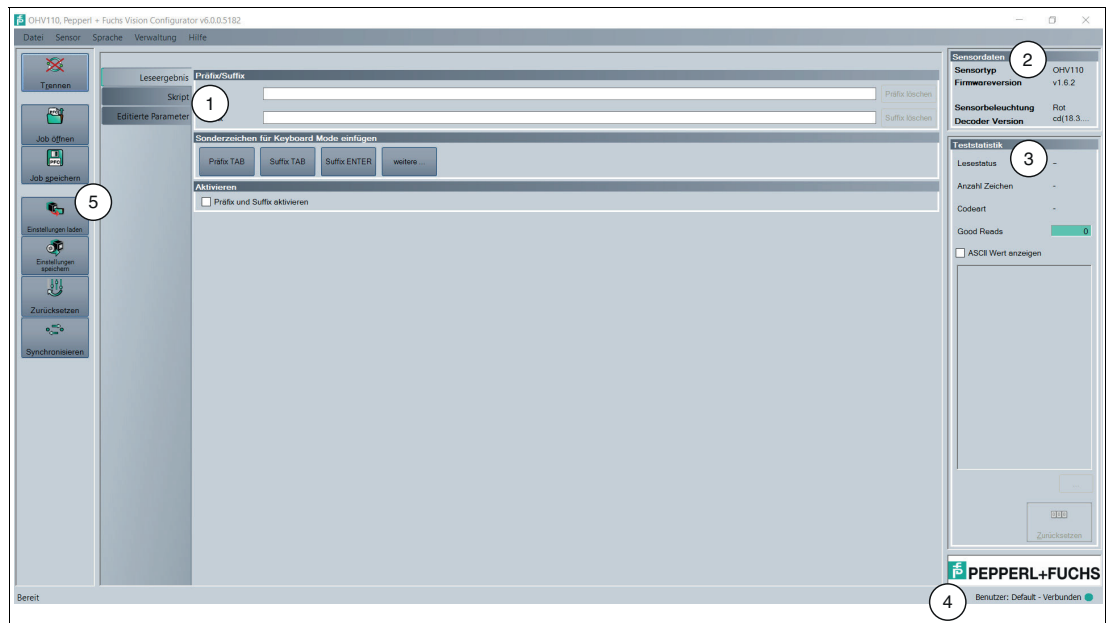 OHV110, Pepperl + Fuchs Vision Configurator v6.0.0.5182
Datei Sensor Sprache Verwaltung Hilfe
Trennen
Job öffnen
Job speichern
5
Einstellungen laden
Einstellungen
speichern
Zurücksetzen
Synchronisieren
Leseergebnis
Skript
Editierte Parameter
1
Präfix/Suffix
Präfix löschen
Suffix löschen
Sonderzeichen für Keyboard Mode einfügen
Präfix TAB
Suffix TAB
Suffix ENTER
weitere ...
Aktivieren
Präfix und Suffix aktivieren
Sensordaten
2
Sensortyp OHV110
Firmwareversion v1.6.2
Sensorbeleuchtung Rot
Decoder Version cd(18.3....
Teststatistik
3
Lesestatus -
Anzahl Zeichen -
Codeart -
Good Reads 0
ASCII Wert anzeigen
...
Zurücksetzen
PEPPERL+FUCHS
4
Bereit
Benutzer: Default - Verbunden